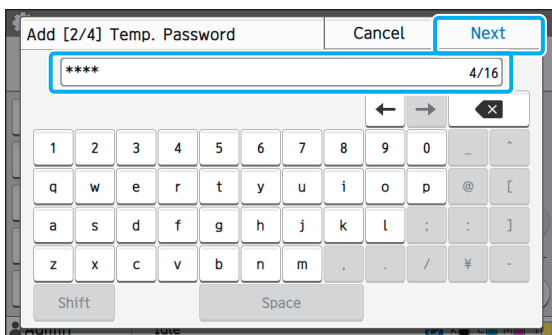 Add [2/4] Temp. Password Cancel Next
**** 4/16
← →
1 2 3 4 5 6 7 8 9 0 _ ^
q w e r t y u i o p @ [
a s d f g h j k l ; : ]
z x c v b n m , . / ¥ -
Shift Space
Admin Idle